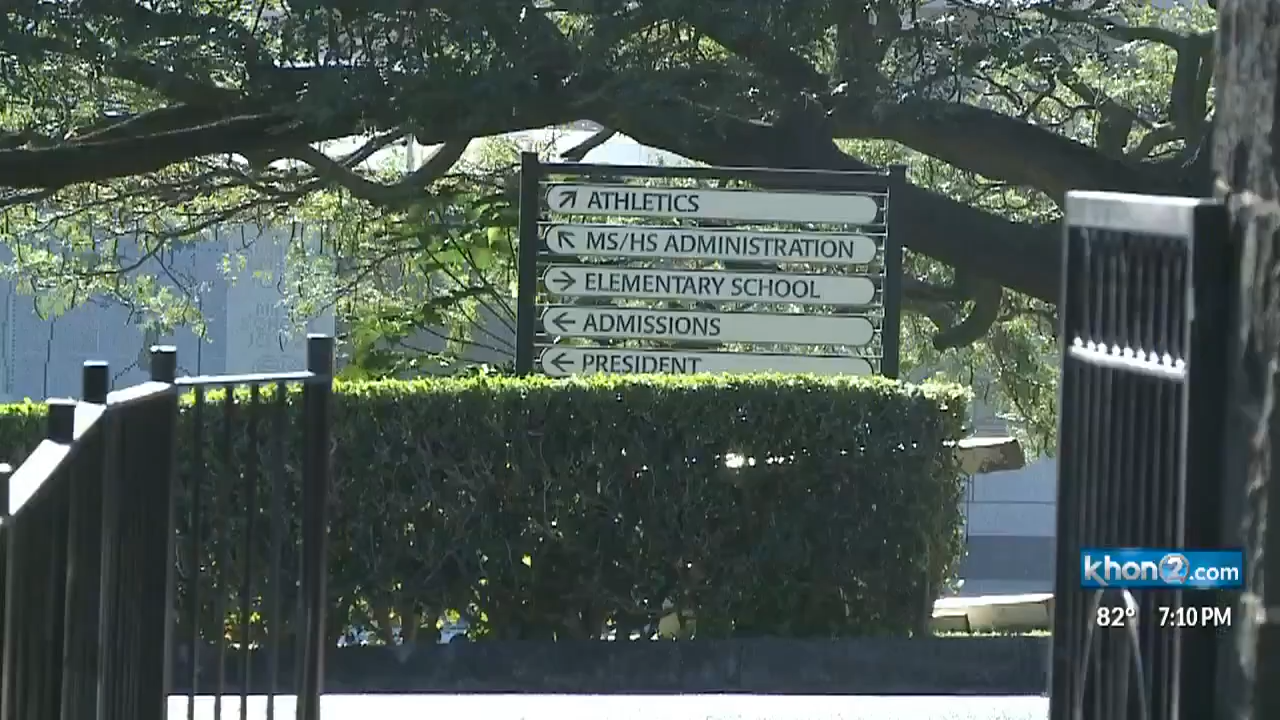 ATHLETICS
MS/HS ADMINISTRATION
ELEMENTARY SCHOOL
ADMISSIONS
PRESIDENT
khon2.com
82° 7:10 PM